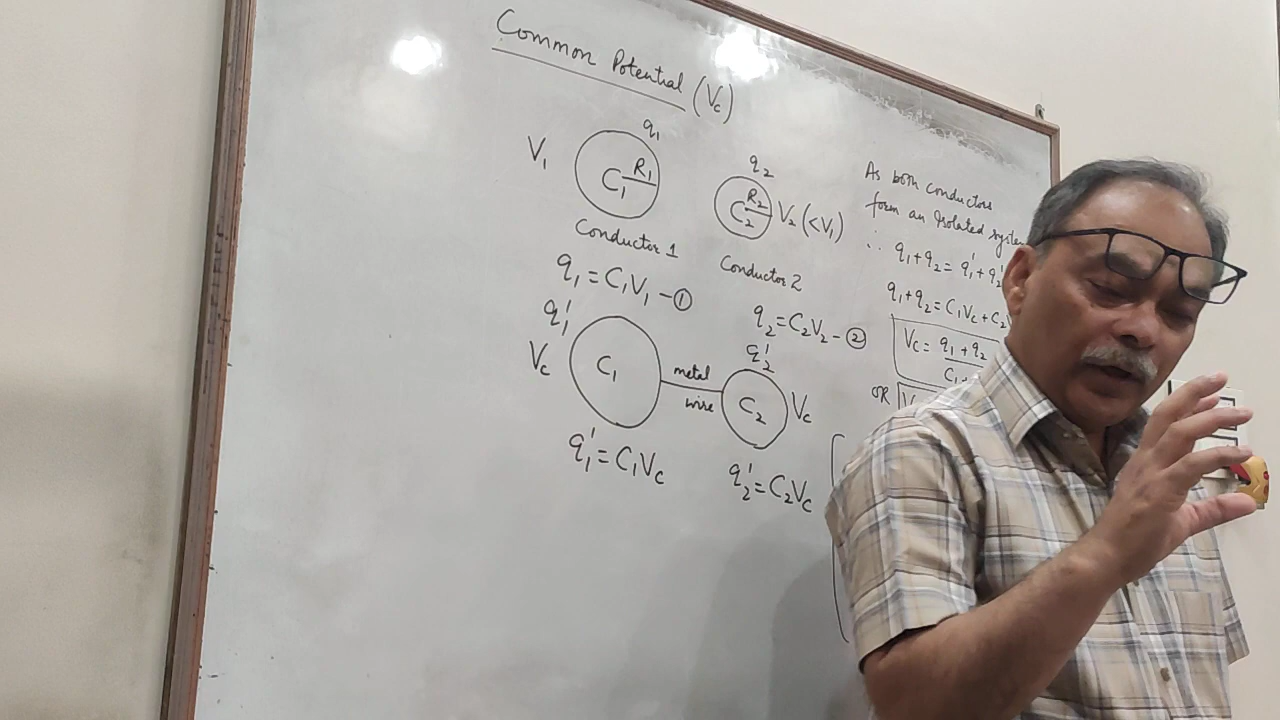 Common Potential (Vc)
V₁
q₁
C₁ R₁
Conductor 1
q₁ = C₁V₁ – ①
q₂
C₂ R₂
V₂ (<V₁)
Conductor 2
q₂ = C₂V₂ – ②
q₁'
Vc
C₁
metal
wire
q₂'
C₂
Vc
q₁' = C₁Vc
q₂' = C₂Vc
As both conductors
form an isolated system
∴ q₁+q₂ = q₁'+q₂'
q₁+q₂ = C₁Vc + C₂
Vc = q₁+q₂
C₁+
OR